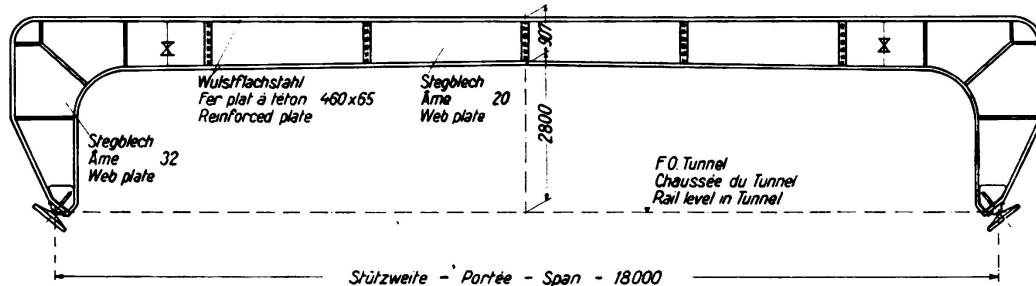 907
Wulstflachstahl
Fer plat à téton 460x65
Reinforced plate
Stegblech
Âme 20
Web plate
2800
Stegblech
Âme 32
Web plate
F.O. Tunnel
Chaussée du Tunnel
Rail level in Tunnel
Stützweite - Portée - Span - 18000